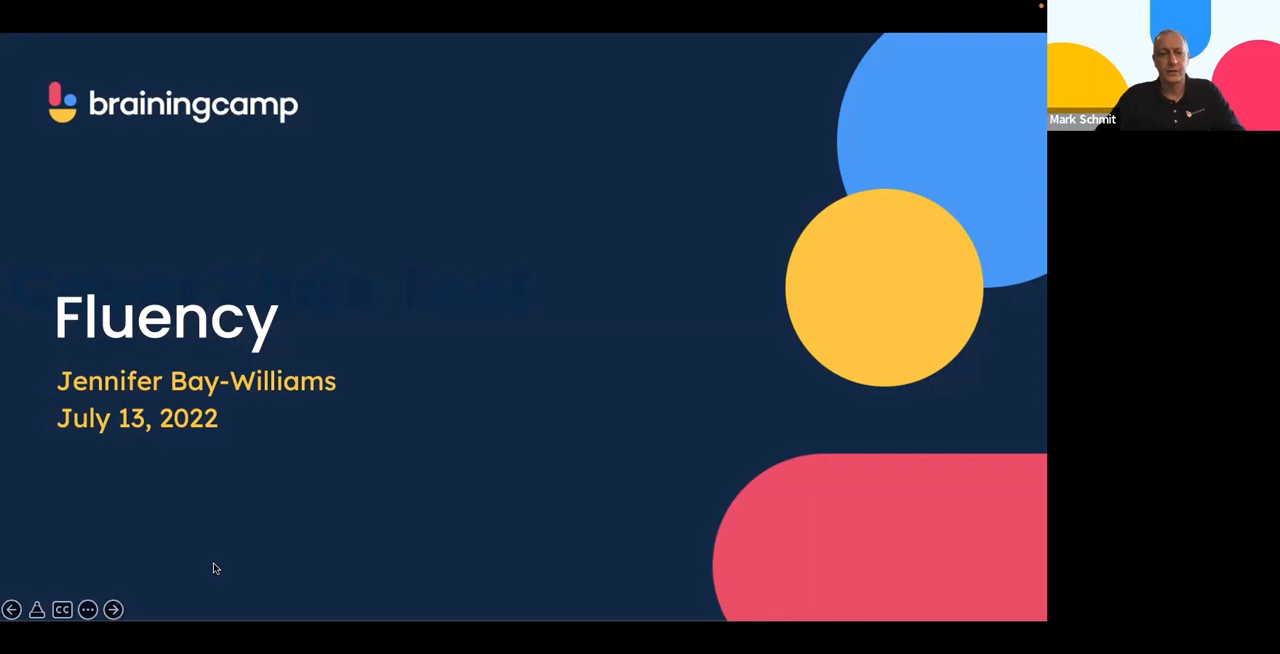 brainingcamp
Mark Schmit
Fluency
Jennifer Bay-Williams
July 13, 2022
CC